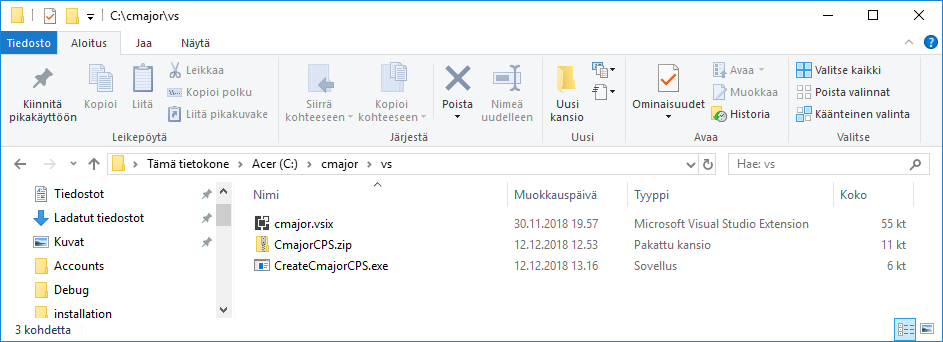 C:\cmajor\vs
Tiedosto Aloitus Jaa Näytä
Kiinnitä pikakäyttöön
Kopioi
Liitä
Leikkaa
Kopioi polku
Liitä pikakuvake
Leikepöytä
Siirrä kohteeseen
Kopioi kohteeseen
Poista
Nimeä uudelleen
Järjestä
Uusi kansio
Uusi
Ominaisuudet
Avaa
Muokkaa
Historia
Avaa
Valitse kaikki
Poista valinnat
Käänteinen valinta
Valitse
Tämä tietokone Acer (C:) cmajor vs
Hae: vs
Tiedostot
Ladatut tiedostot
Kuvat
Accounts
Debug
installation
Nimi Muokkauspäivä Tyyppi Koko
cmajor.vsix 30.11.2018 19.57 Microsoft Visual Studio Extension 55 kt
CmajorCPS.zip 12.12.2018 12.53 Pakattu kansio 11 kt
CreateCmajorCPS.exe 12.12.2018 13.16 Sovellus 6 kt
3 kohdetta